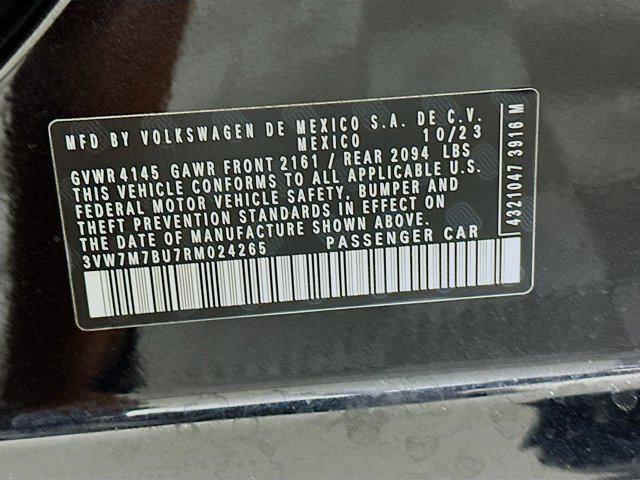 MFD BY VOLKSWAGEN DE MEXICO S.A. DE C.V.
MEXICO 10/23
GVWR 4145 GAWR FRONT 2161 / REAR 2094 LBS
THIS VEHICLE CONFORMS TO ALL APPLICABLE U.S.
FEDERAL MOTOR VEHICLE SAFETY, BUMPER AND
THEFT PREVENTION STANDARDS IN EFFECT ON
THE DATE OF MANUFACTURE SHOWN ABOVE.
3VW7M7BU7RM024265 PASSENGER CAR
4321047 3916 M